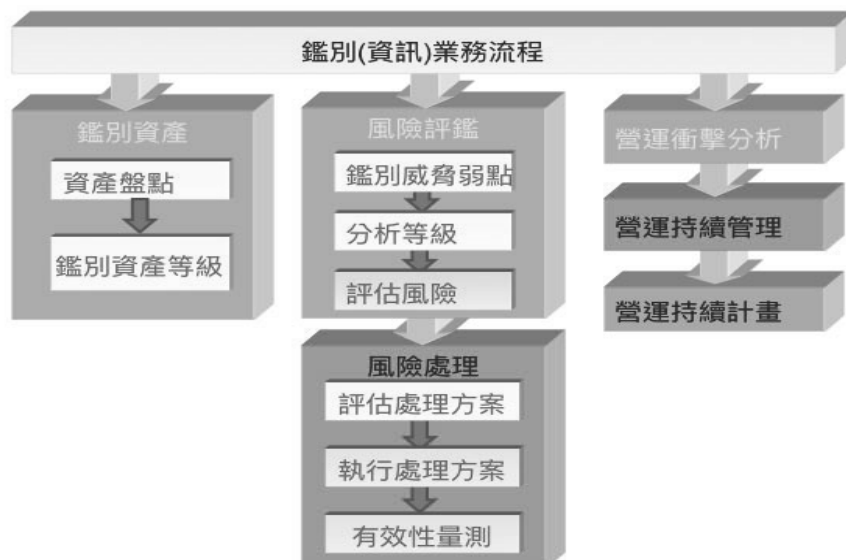 鑑別(資訊)業務流程
鑑別資產
資產盤點
鑑別資產等級
風險評鑑
鑑別威脅弱點
分析等級
評估風險
風險處理
評估處理方案
執行處理方案
有效性量測
營運衝擊分析
營運持續管理
營運持續計畫